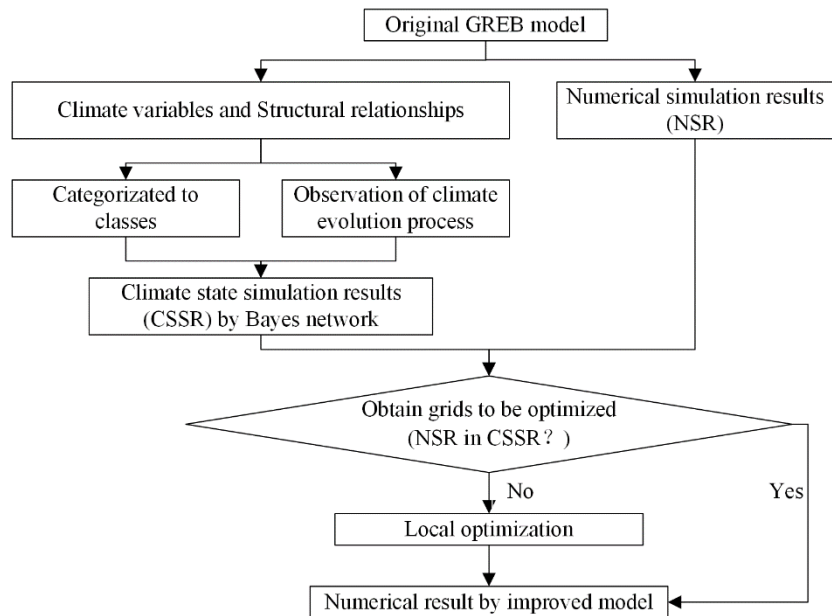 Original GREB model
Climate variables and Structural relationships
Numerical simulation results
(NSR)
Categorizated to
classes
Observation of climate
evolution process
Climate state simulation results
(CSSR) by Bayes network
Obtain grids to be optimized
(NSR in CSSR？)
No
Yes
Local optimization
Numerical result by improved model